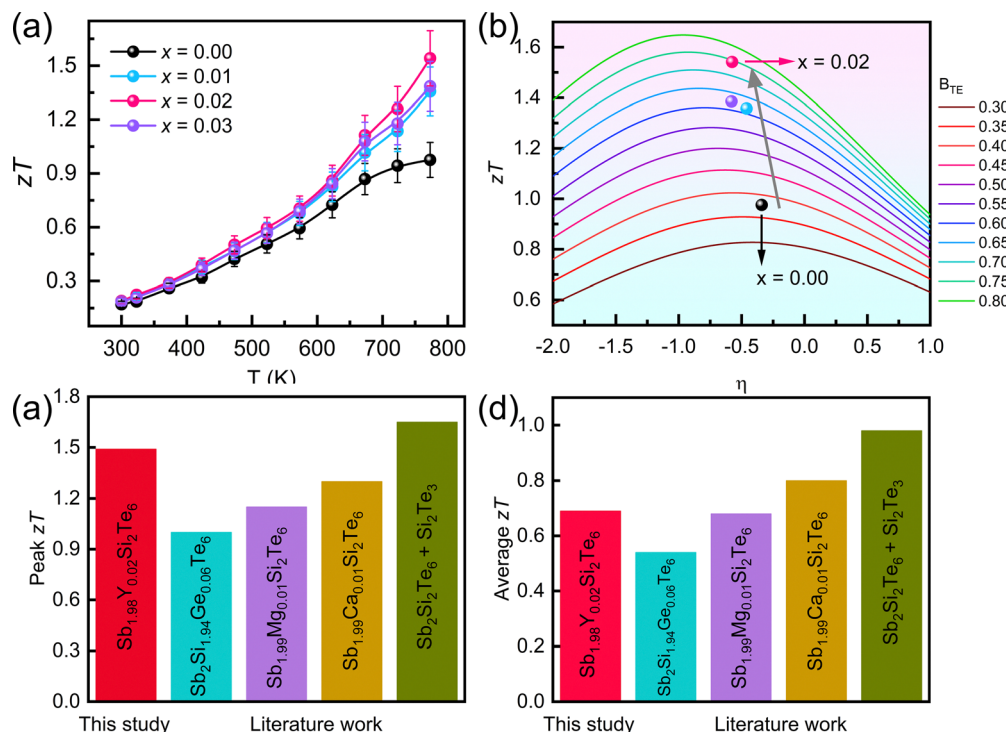 (a)
x = 0.00
x = 0.01
x = 0.02
x = 0.03
zT
1.5
1.2
0.9
0.6
0.3
300 400 500 600 700 800
T (K)
(b)
zT
1.6
1.4
1.2
1.0
0.8
0.6
x = 0.02
x = 0.00
-2.0 -1.5 -1.0 -0.5 0.0 0.5 1.0
η
B_TE
0.30
0.35
0.40
0.45
0.50
0.55
0.60
0.65
0.70
0.75
0.80
(a)
Peak zT
1.8
1.5
1.2
0.9
0.6
0.3
0.0
Sb1.98Y0.02Si2Te6
Sb2Si1.94Ge0.06Te6
Sb1.99Mg0.01Si2Te6
Sb1.99Ca0.01Si2Te6
Sb2Si2Te6 + Si2Te3
This study Literature work
(d)
Average zT
1.0
0.8
0.6
0.4
0.2
0.0
Sb1.98Y0.02Si2Te6
Sb2Si1.94Ge0.06Te6
Sb1.99Mg0.01Si2Te6
Sb1.99Ca0.01Si2Te6
Sb2Si2Te6 + Si2Te3
This study Literature work